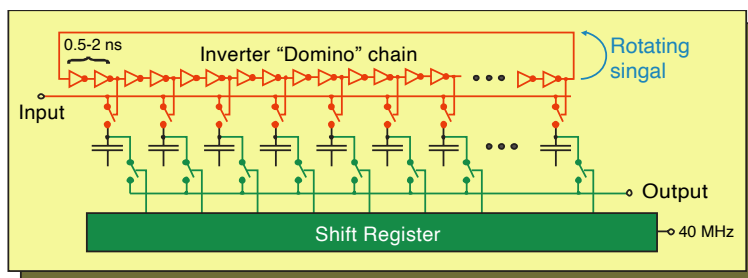 0.5-2 ns
Inverter “Domino” chain
Rotating
singal
Input
Output
Shift Register
40 MHz